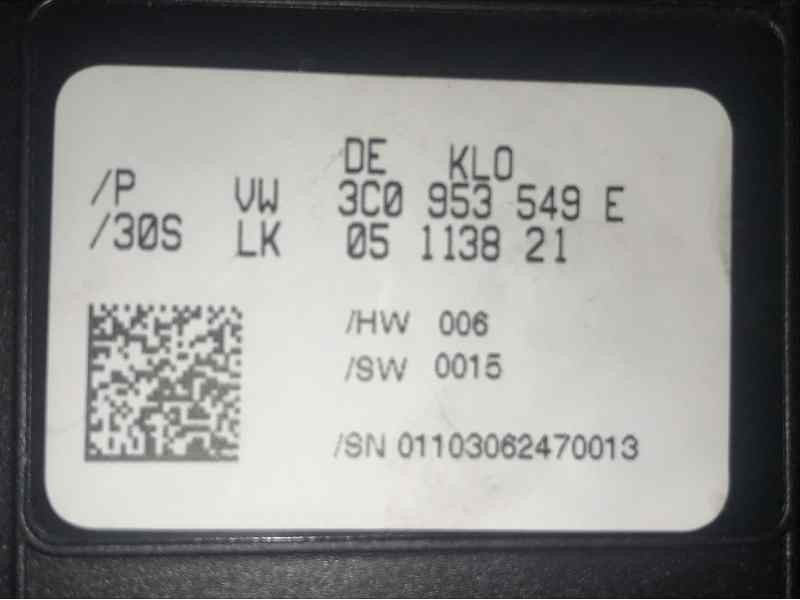 DE KLO
/P VW 3C0 953 549 E
/30S LK 05 1138 21
/HW 006
/SW 0015
/SN 01103062470013